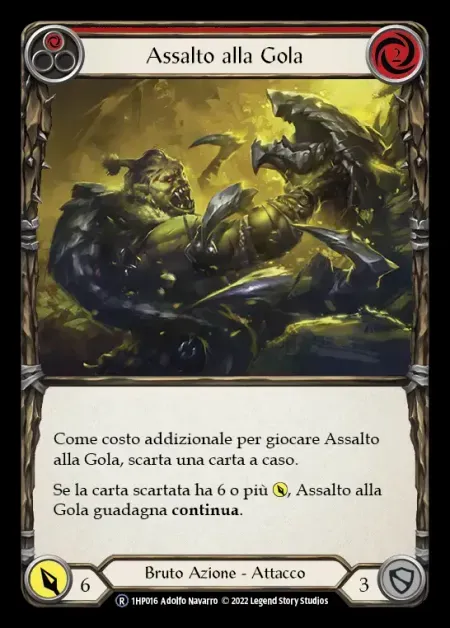 2
Assalto alla Gola
Come costo addizionale per giocare Assalto
alla Gola, scarta una carta a caso.
Se la carta scartata ha 6 o più , Assalto alla
Gola guadagna continua.
6
Bruto Azione - Attacco
3
R 1HP016 Adolfo Navarro © 2022 Legend Story Studios